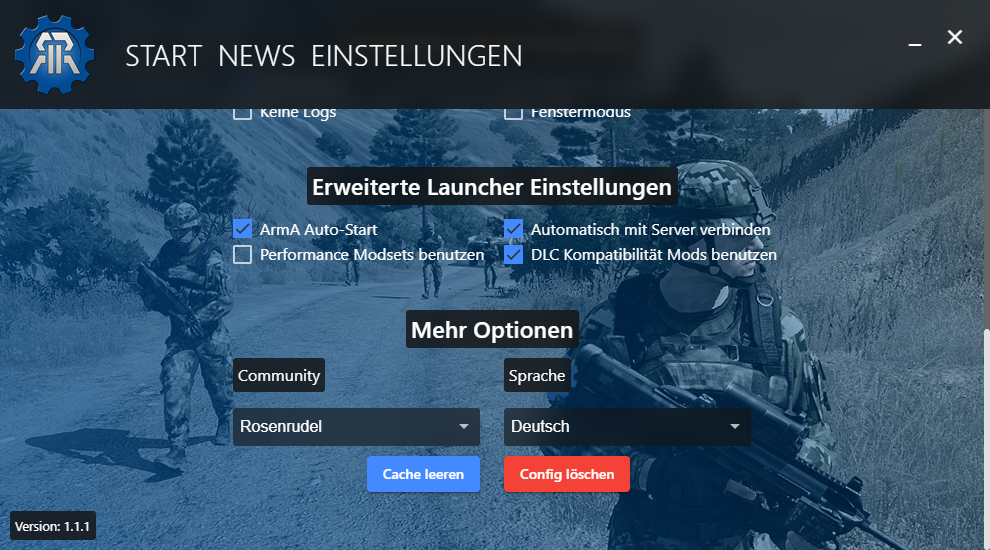 START NEWS EINSTELLUNGEN
Keine Logs Fenstermodus
Erweiterte Launcher Einstellungen
ArmA Auto-Start Automatisch mit Server verbinden
Performance Modsets benutzen DLC Kompatibilität Mods benutzen
Mehr Optionen
Community Sprache
Rosenrudel Deutsch
Cache leeren Config löschen
Version: 1.1.1